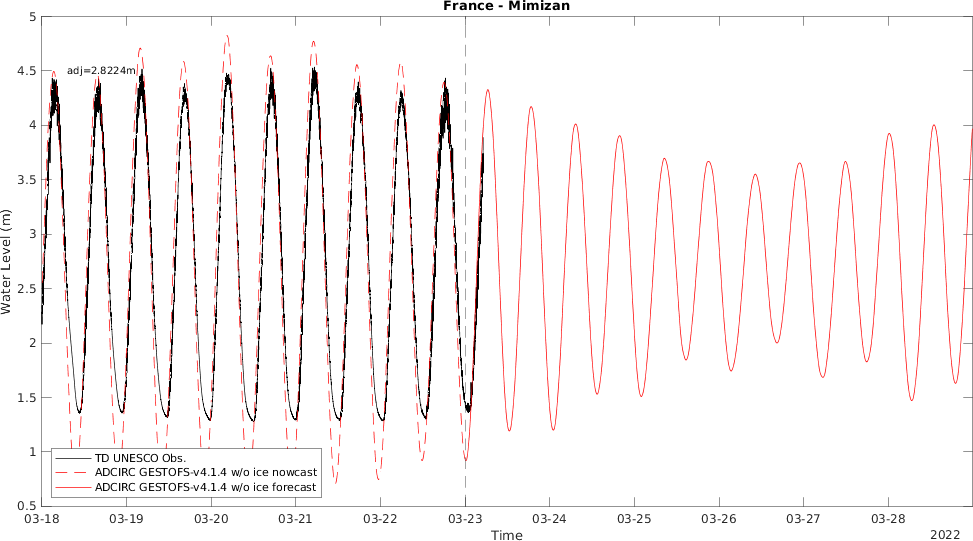 France - Mimizan
5
4.5
4
3.5
3
2.5
2
1.5
1
0.5
Water Level (m)
adj=2.8224m
TD UNESCO Obs.
ADCIRC GESTOFS-v4.1.4 w/o ice nowcast
ADCIRC GESTOFS-v4.1.4 w/o ice forecast
03-18 03-19 03-20 03-21 03-22 03-23 03-24 03-25 03-26 03-27 03-28
Time
2022